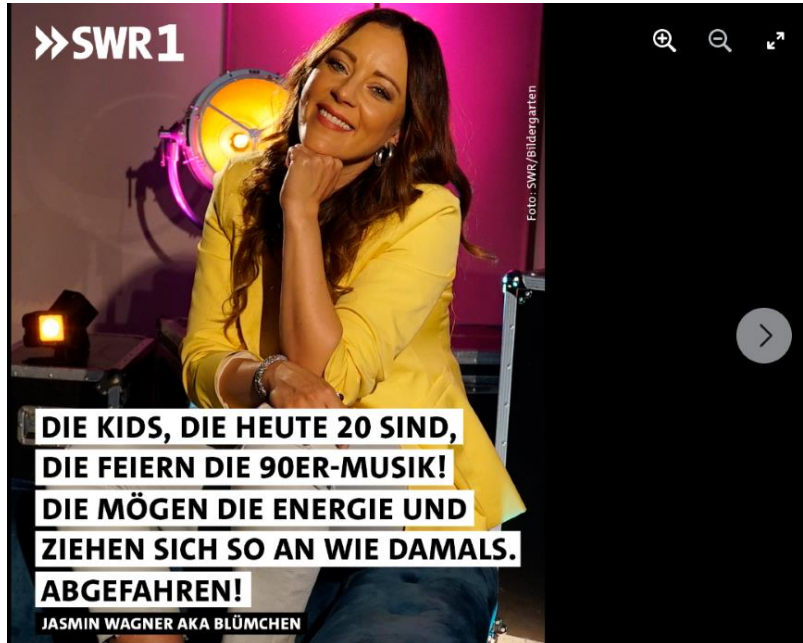 »SWR1
Foto: SWR/Bildergarten
DIE KIDS, DIE HEUTE 20 SIND,
DIE FEIERN DIE 90ER-MUSIK!
DIE MÖGEN DIE ENERGIE UND
ZIEHEN SICH SO AN WIE DAMALS.
ABGEFAHREN!
JASMIN WAGNER AKA BLÜMCHEN